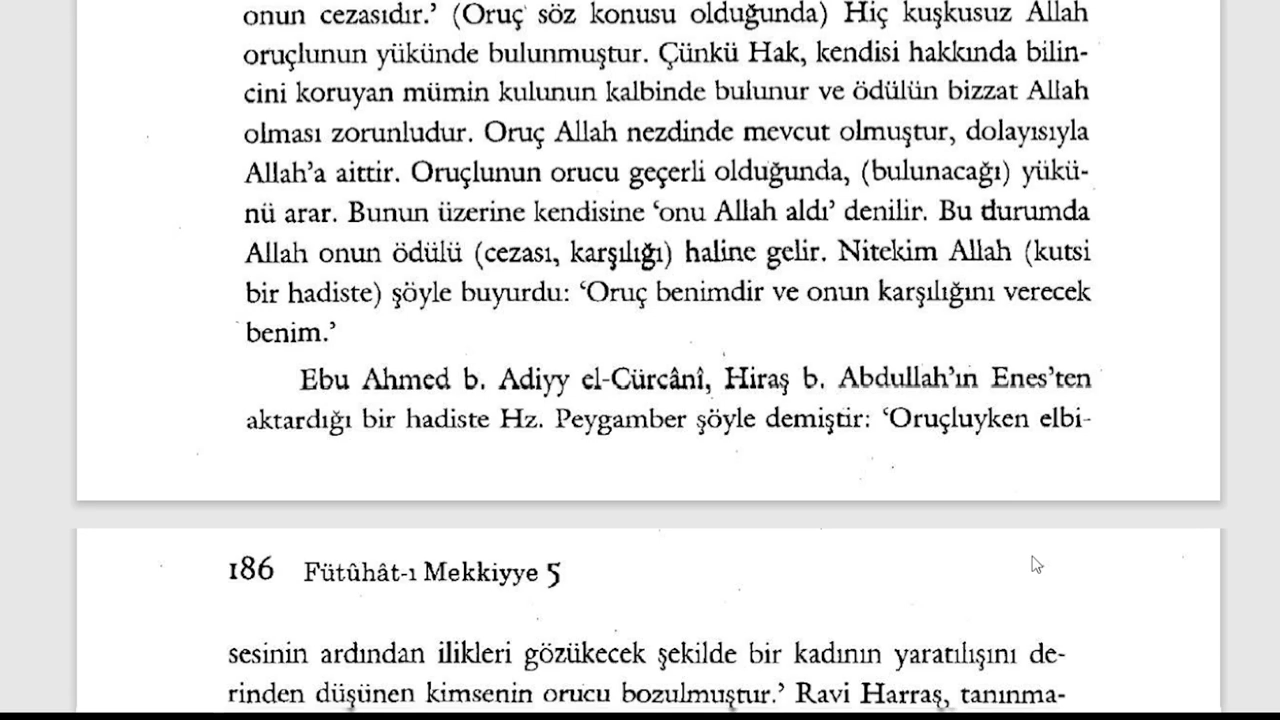 onun cezasıdır.’ (Oruç söz konusu olduğunda) Hiç kuşkusuz Allah
oruçlunun yükünde bulunmuştur. Çünkü Hak, kendisi hakkında bilin-
cini koruyan mümin kulunun kalbinde bulunur ve ödülün bizzat Allah
olması zorunludur. Oruç Allah nezdinde mevcut olmuştur, dolayısıyla
Allah’a aittir. Oruçlunun orucu geçerli olduğunda, (bulunacağı) yükü-
nü arar. Bunun üzerine kendisine ‘onu Allah aldı’ denilir. Bu durumda
Allah onun ödülü (cezası, karşılığı) haline gelir. Nitekim Allah (kutsi
bir hadiste) şöyle buyurdu: ‘Oruç benimdir ve onun karşılığını verecek
benim.’
Ebu Ahmed b. Adiyy el-Cürcânî, Hiraş b. Abdullah’ın Enes’ten
aktardığı bir hadiste Hz. Peygamber şöyle demiştir: ‘Oruçluyken elbi-
186 Fütûhât-ı Mekkiyye 5
sesinin ardından ilikleri gözükecek şekilde bir kadının yaratılışını de-
rinden düşünen kimsenin orucu bozulmuştur.’ Ravi Harraş, tanınma-